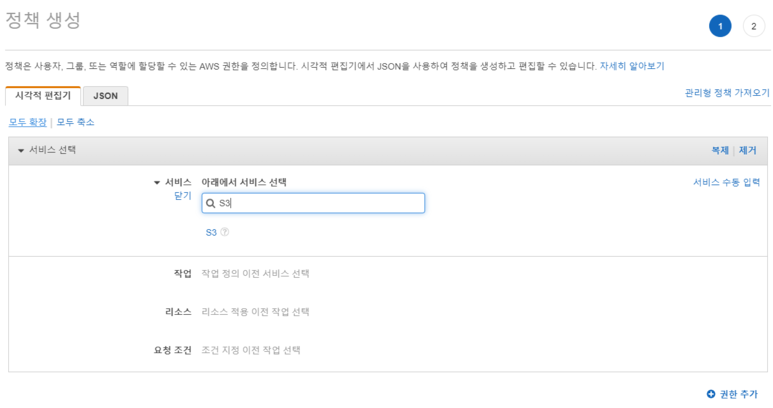 정책 생성
1 2
정책은 사용자, 그룹, 또는 역할에 할당할 수 있는 AWS 권한을 정의합니다. 시각적 편집기에서 JSON을 사용하여 정책을 생성하고 편집할 수 있습니다. 자세히 알아보기
시각적 편집기 JSON 관리형 정책 가져오기
모두 확장 | 모두 축소
서비스 선택 복제 | 제거
서비스 아래에서 서비스 선택 서비스 수동 입력
닫기 S3
S3 ?
작업 작업 정의 이전 서비스 선택
리소스 리소스 적용 이전 작업 선택
요청 조건 조건 지정 이전 작업 선택
권한 추가